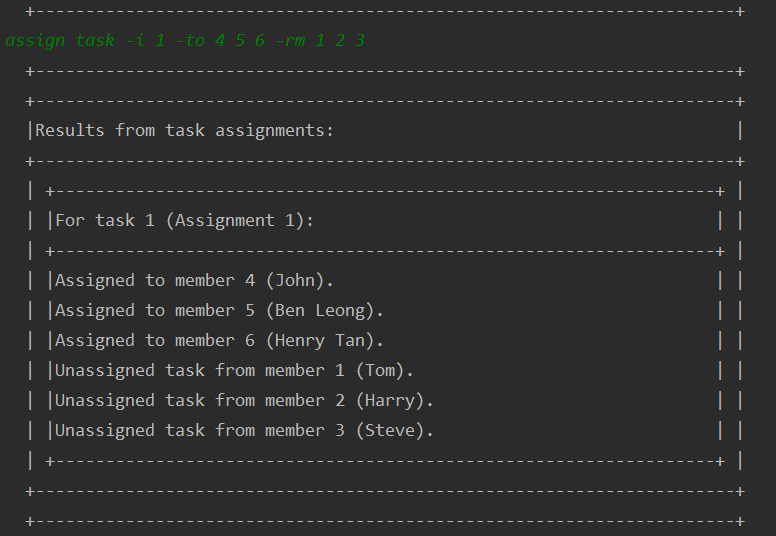 +----------------------------------------------------------------------+
assign task -i 1 -to 4 5 6 -rm 1 2 3
+----------------------------------------------------------------------+
+----------------------------------------------------------------------+
|Results from task assignments:                                        |
+----------------------------------------------------------------------+
| +------------------------------------------------------------------+ |
| |For task 1 (Assignment 1):                                        | |
| +------------------------------------------------------------------+ |
| |Assigned to member 4 (John).                                      | |
| |Assigned to member 5 (Ben Leong).                                 | |
| |Assigned to member 6 (Henry Tan).                                 | |
| |Unassigned task from member 1 (Tom).                              | |
| |Unassigned task from member 2 (Harry).                            | |
| |Unassigned task from member 3 (Steve).                            | |
| +------------------------------------------------------------------+ |
+----------------------------------------------------------------------+
+----------------------------------------------------------------------+